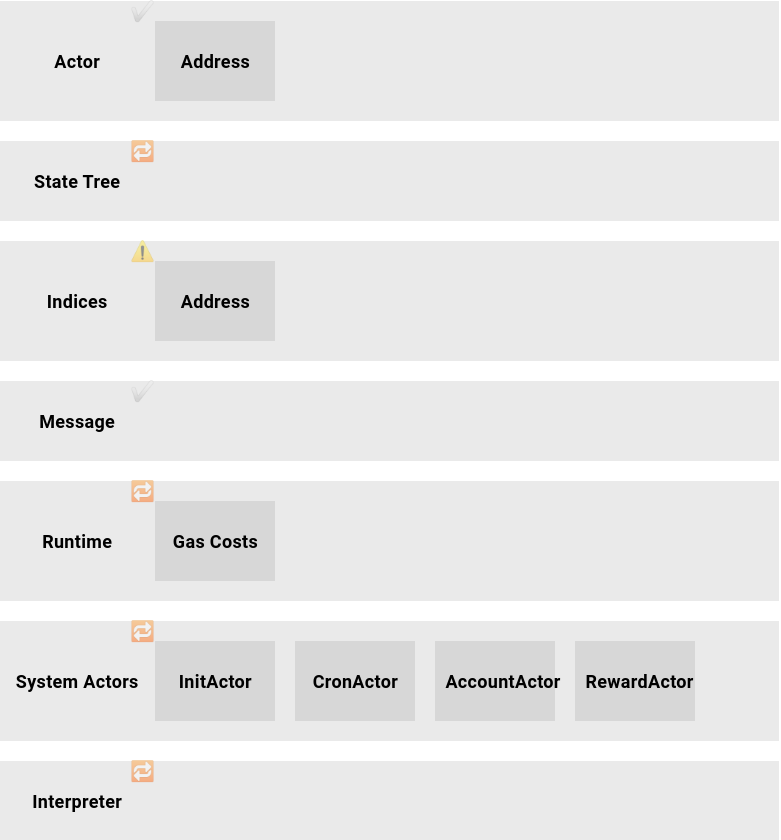 Actor
Address
State Tree
Indices
Address
Message
Runtime
Gas Costs
System Actors
InitActor
CronActor
AccountActor
RewardActor
Interpreter